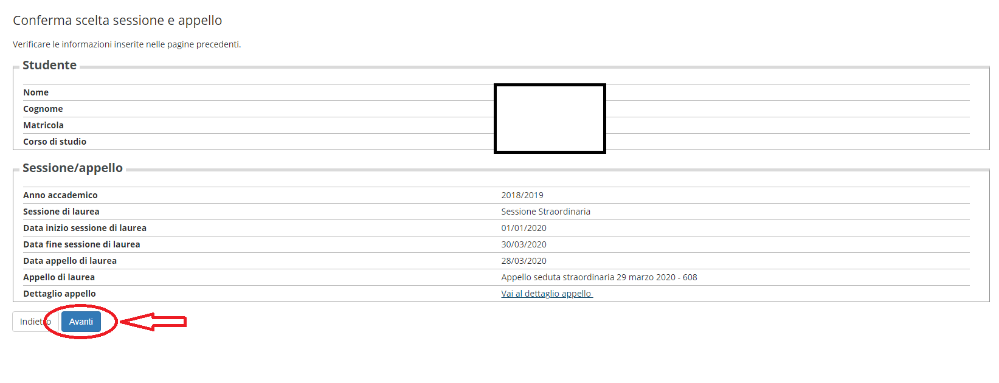 Conferma scelta sessione e appello
Verificare le informazioni inserite nelle pagine precedenti.
Studente
Nome
Cognome
Matricola
Corso di studio
Sessione/appello
Anno accademico 2018/2019
Sessione di laurea Sessione Straordinaria
Data inizio sessione di laurea 01/01/2020
Data fine sessione di laurea 30/03/2020
Data appello di laurea 28/03/2020
Appello di laurea Appello seduta straordinaria 29 marzo 2020 - 608
Dettaglio appello Vai al dettaglio appello
Indietro Avanti